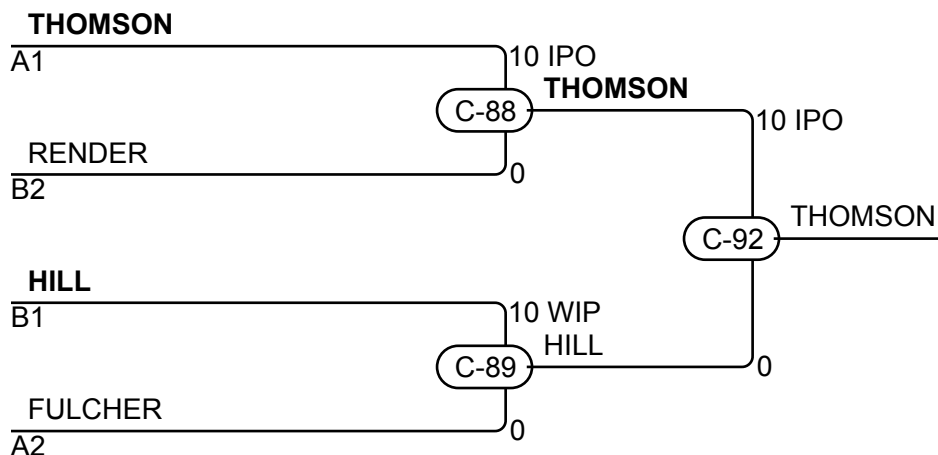 THOMSON
A1
10 IPO
C-88
THOMSON
RENDER
B2
0
10 IPO
C-92
THOMSON
HILL
B1
10 WIP
C-89
HILL
0
FULCHER
A2
0